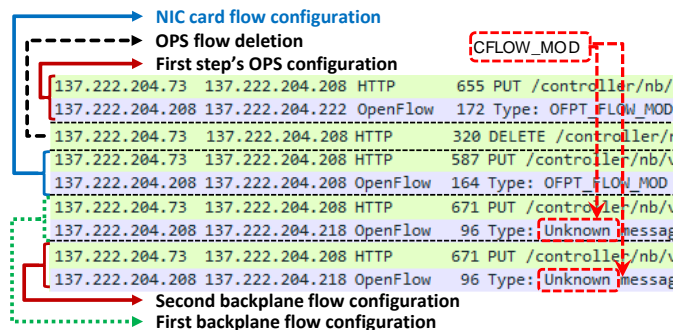 NIC card flow configuration
OPS flow deletion
First step's OPS configuration
CFLOW_MOD
137.222.204.73 137.222.204.208 HTTP 655 PUT /controller/nb/
137.222.204.208 137.222.204.222 OpenFlow 172 Type: OFPT_FLOW_MOD
137.222.204.73 137.222.204.208 HTTP 320 DELETE /controller/
137.222.204.73 137.222.204.208 HTTP 587 PUT /controller/nb/v
137.222.204.208 137.222.204.208 OpenFlow 164 Type: OFPT_FLOW_MOD
137.222.204.73 137.222.204.208 HTTP 671 PUT /controller/nb/v
137.222.204.208 137.222.204.218 OpenFlow 96 Type: Unknown messag
137.222.204.73 137.222.204.208 HTTP 671 PUT /controller/nb/v
137.222.204.208 137.222.204.218 OpenFlow 96 Type: Unknown messag
Second backplane flow configuration
First backplane flow configuration